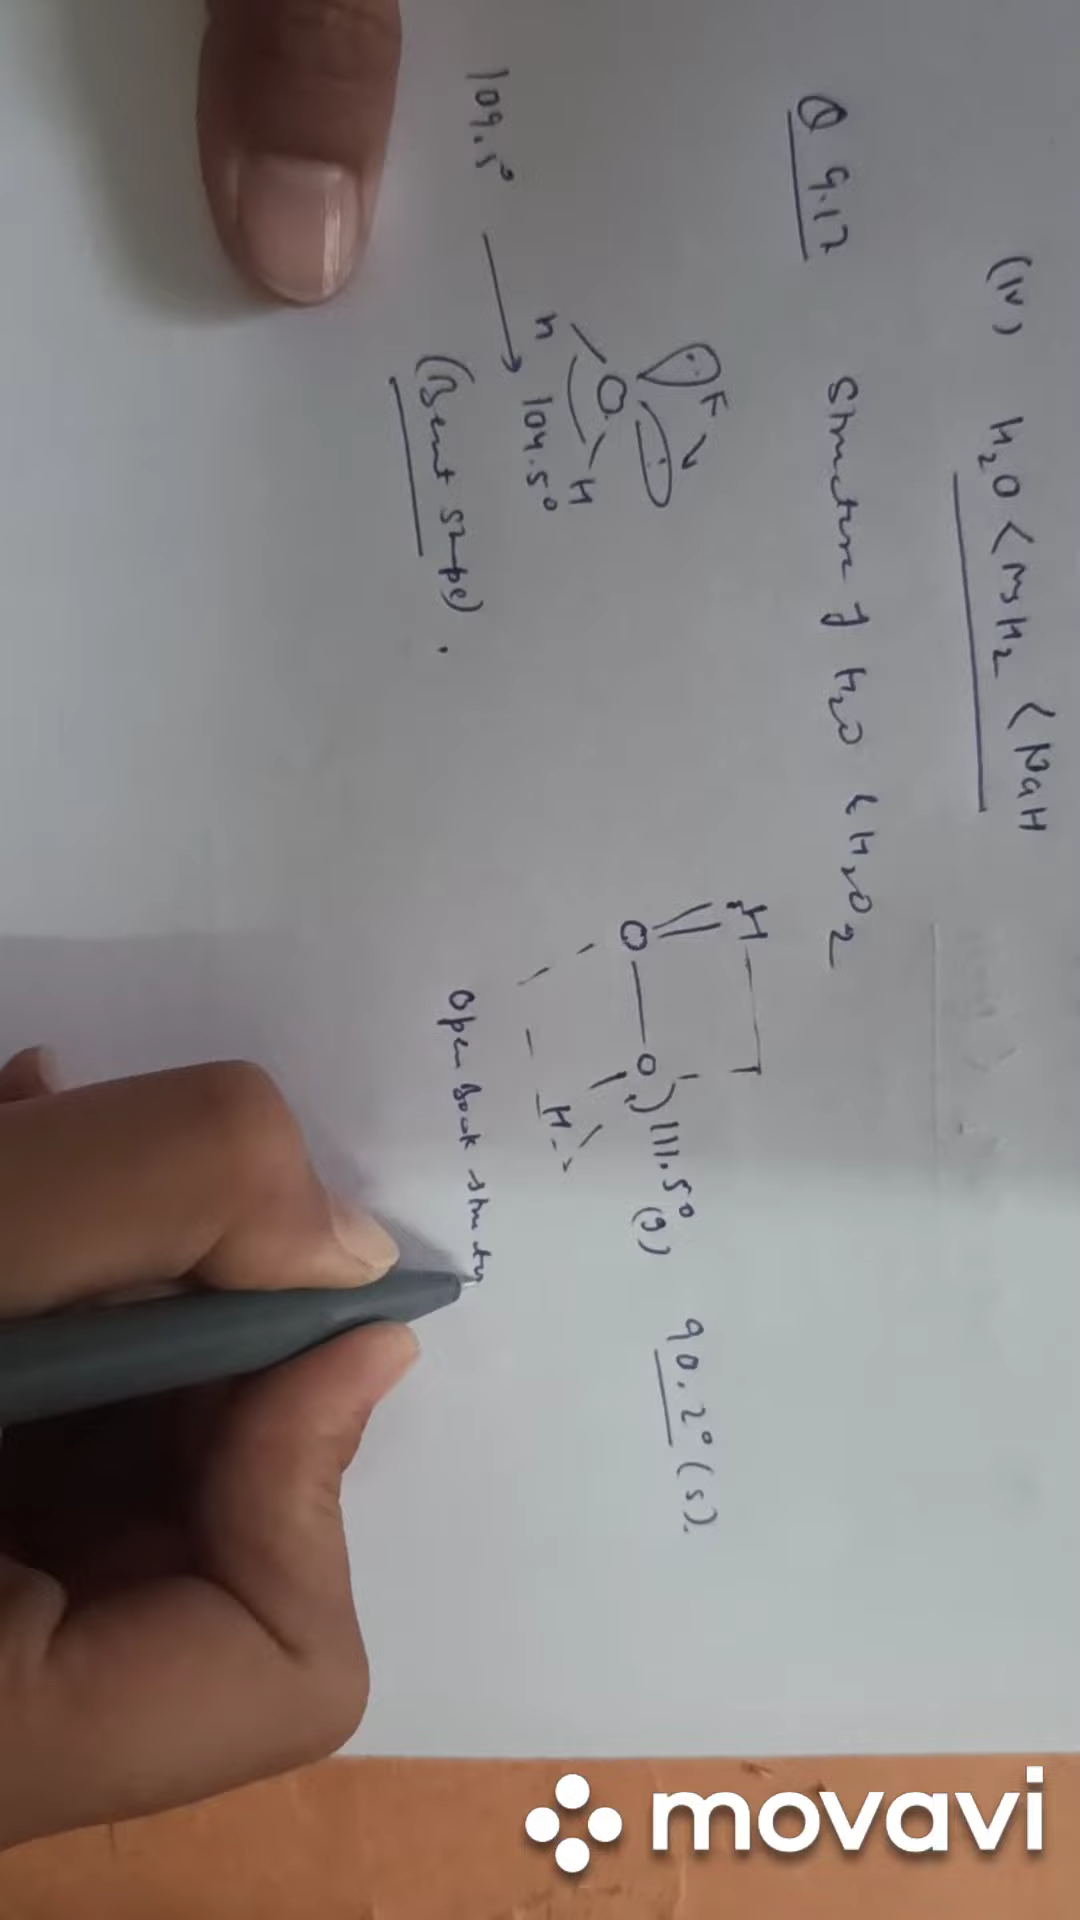 (iv) H₂O < MgH₂ < NaH
Q 9.17 Structure of H₂O & H₂O₂
H
O
O
H
111.5° (g)
90.2° (s).
H
O
H
109.5° → 104.5°
(Bent shape).
Open Book
movavi